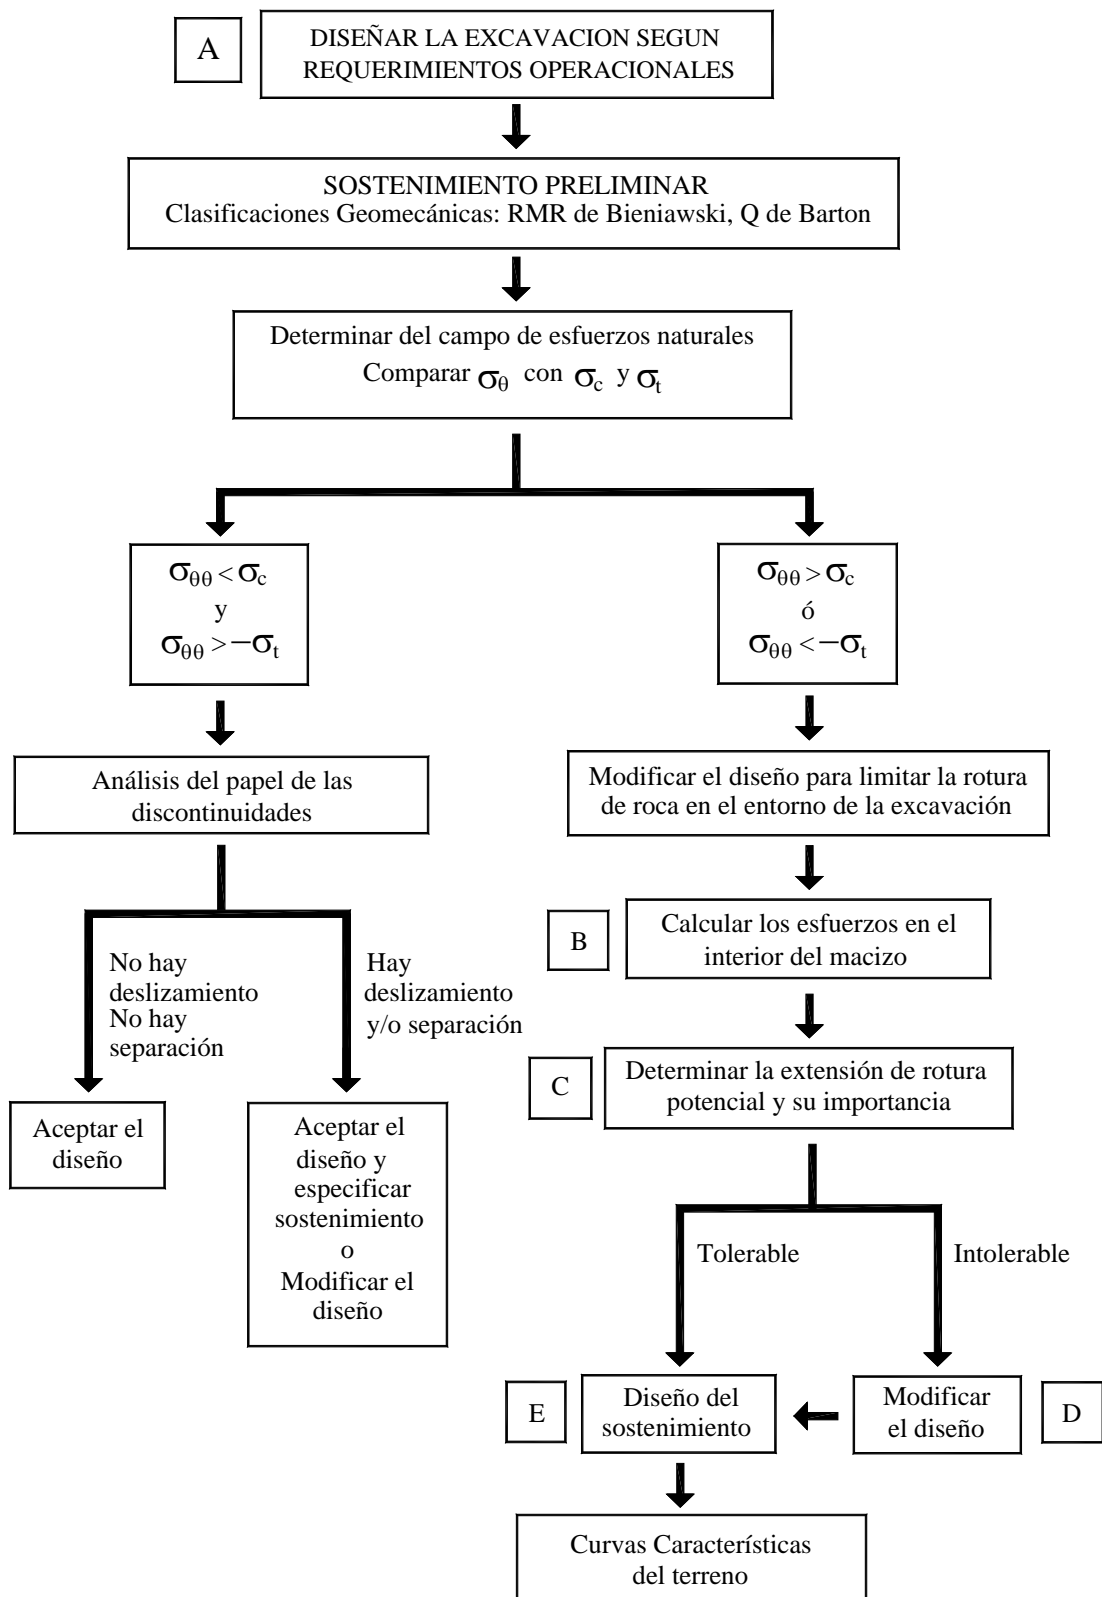 A
DISEÑAR LA EXCAVACION SEGUN
REQUERIMIENTOS OPERACIONALES
SOSTENIMIENTO PRELIMINAR
Clasificaciones Geomecánicas: RMR de Bieniawski, Q de Barton
Determinar del campo de esfuerzos naturales
Comparar σθ con σc y σt
σθθ < σc
y
σθθ > −σt
σθθ > σc
ó
σθθ < −σt
Análisis del papel de las
discontinuidades
Modificar el diseño para limitar la rotura
de roca en el entorno de la excavación
B
Calcular los esfuerzos en el
interior del macizo
No hay
deslizamiento
No hay
separación
Hay
deslizamiento
y/o separación
C
Determinar la extensión de rotura
potencial y su importancia
Aceptar el
diseño
Aceptar el
diseño y
especificar
sostenimiento
o
Modificar el
diseño
Tolerable
Intolerable
E
Diseño del
sostenimiento
Modificar
el diseño
D
Curvas Características
del terreno